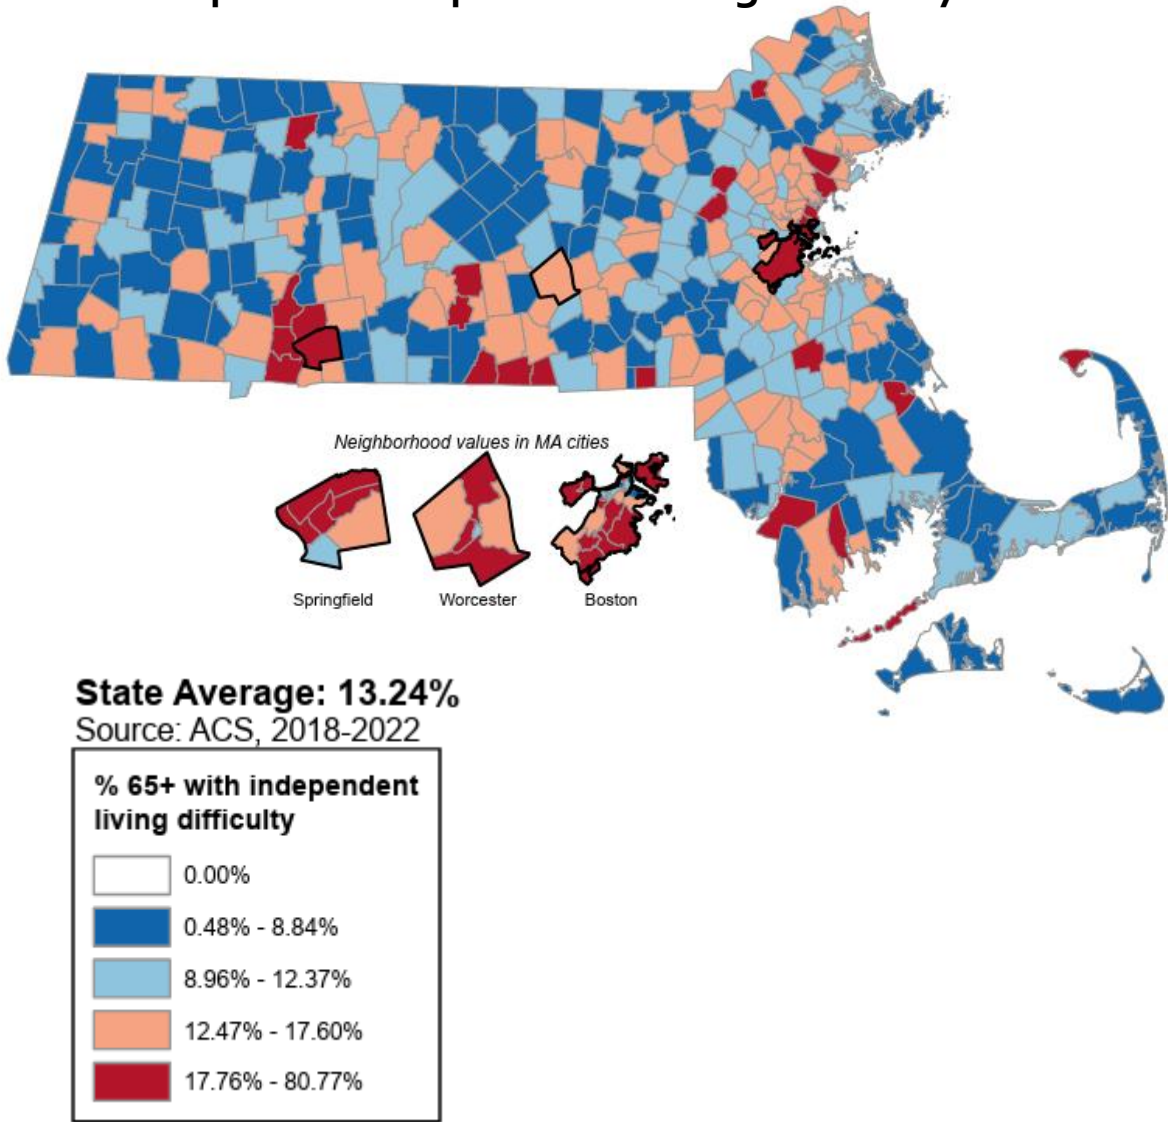 Neighborhood values in MA cities
Springfield
Worcester
Boston
State Average: 13.24%
Source: ACS, 2018-2022
% 65+ with independent
living difficulty
0.00%
0.48% - 8.84%
8.96% - 12.37%
12.47% - 17.60%
17.76% - 80.77%